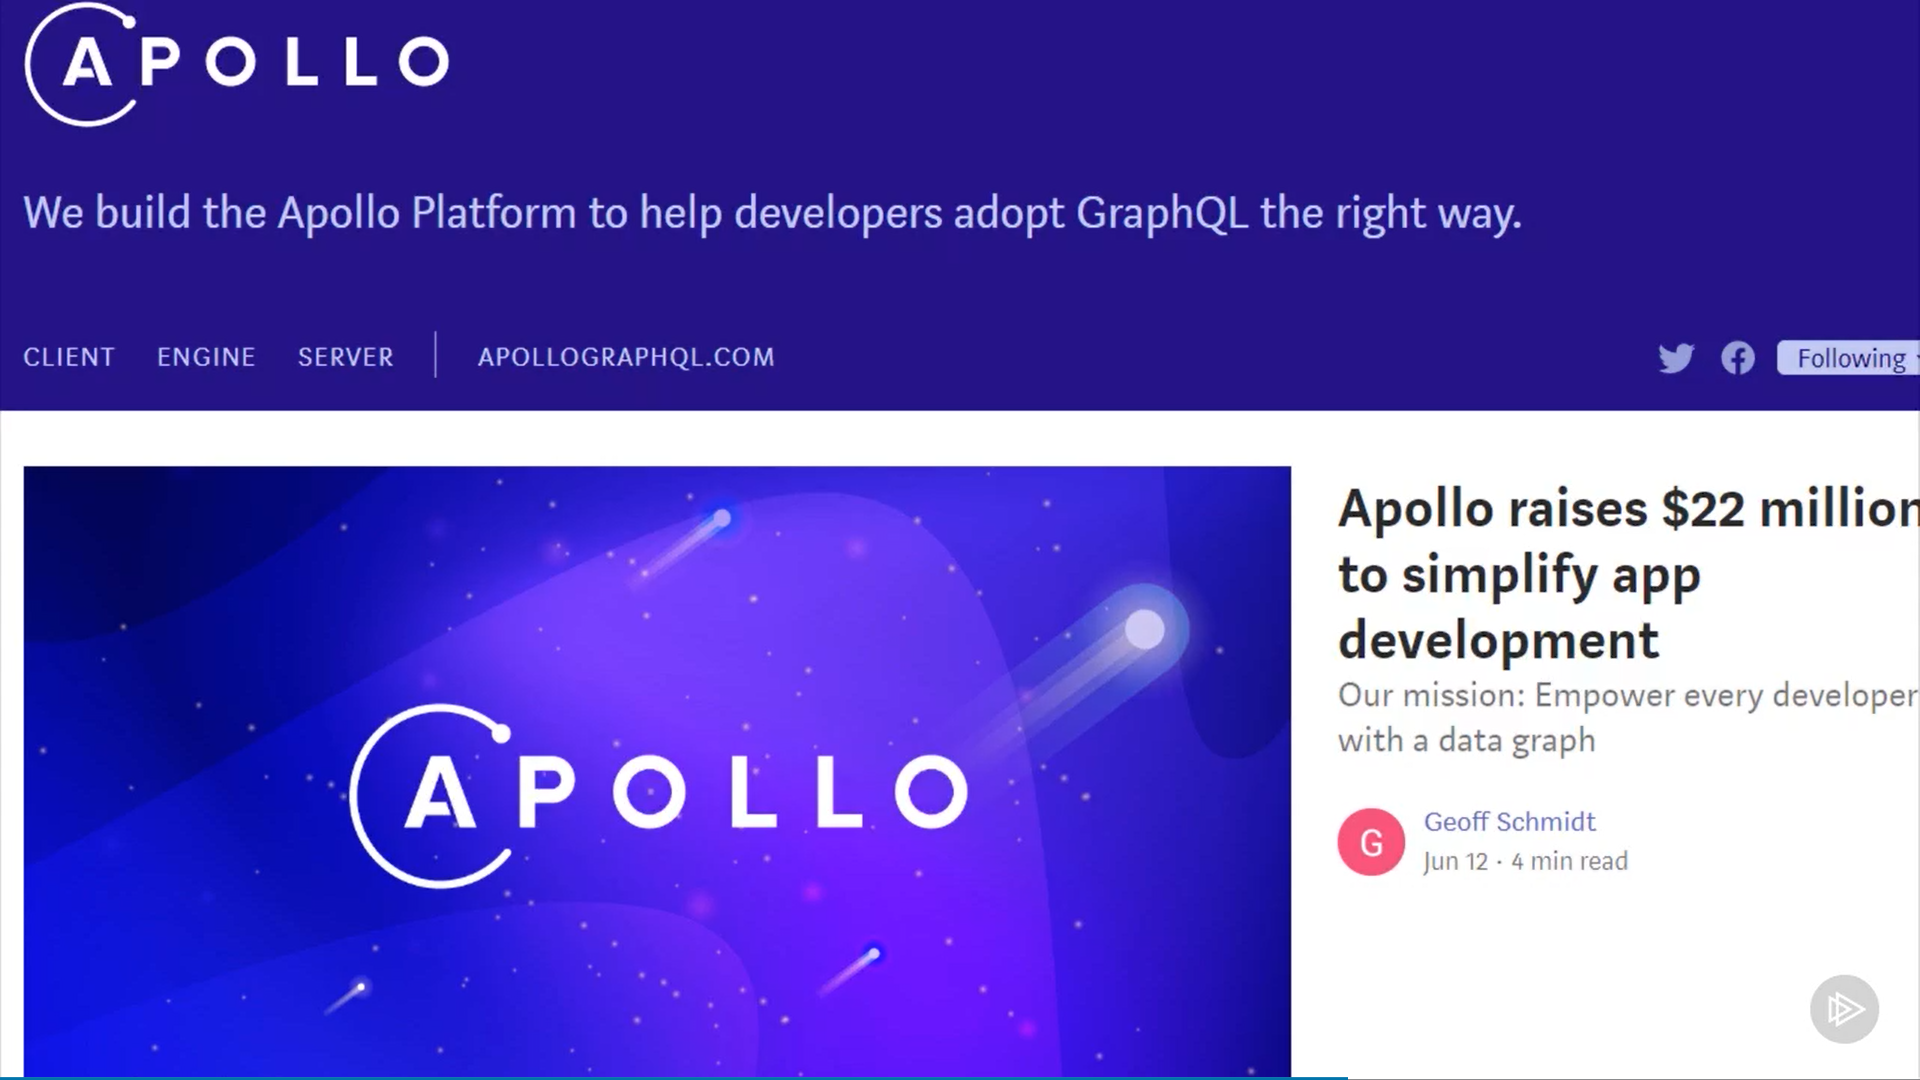 APOLLO
We build the Apollo Platform to help developers adopt GraphQL the right way.
CLIENT ENGINE SERVER APOLLOGRAPHQL.COM
Following
APOLLO
Apollo raises $22 million
to simplify app
development
Our mission: Empower every developer
with a data graph
G
Geoff Schmidt
Jun 12 · 4 min read